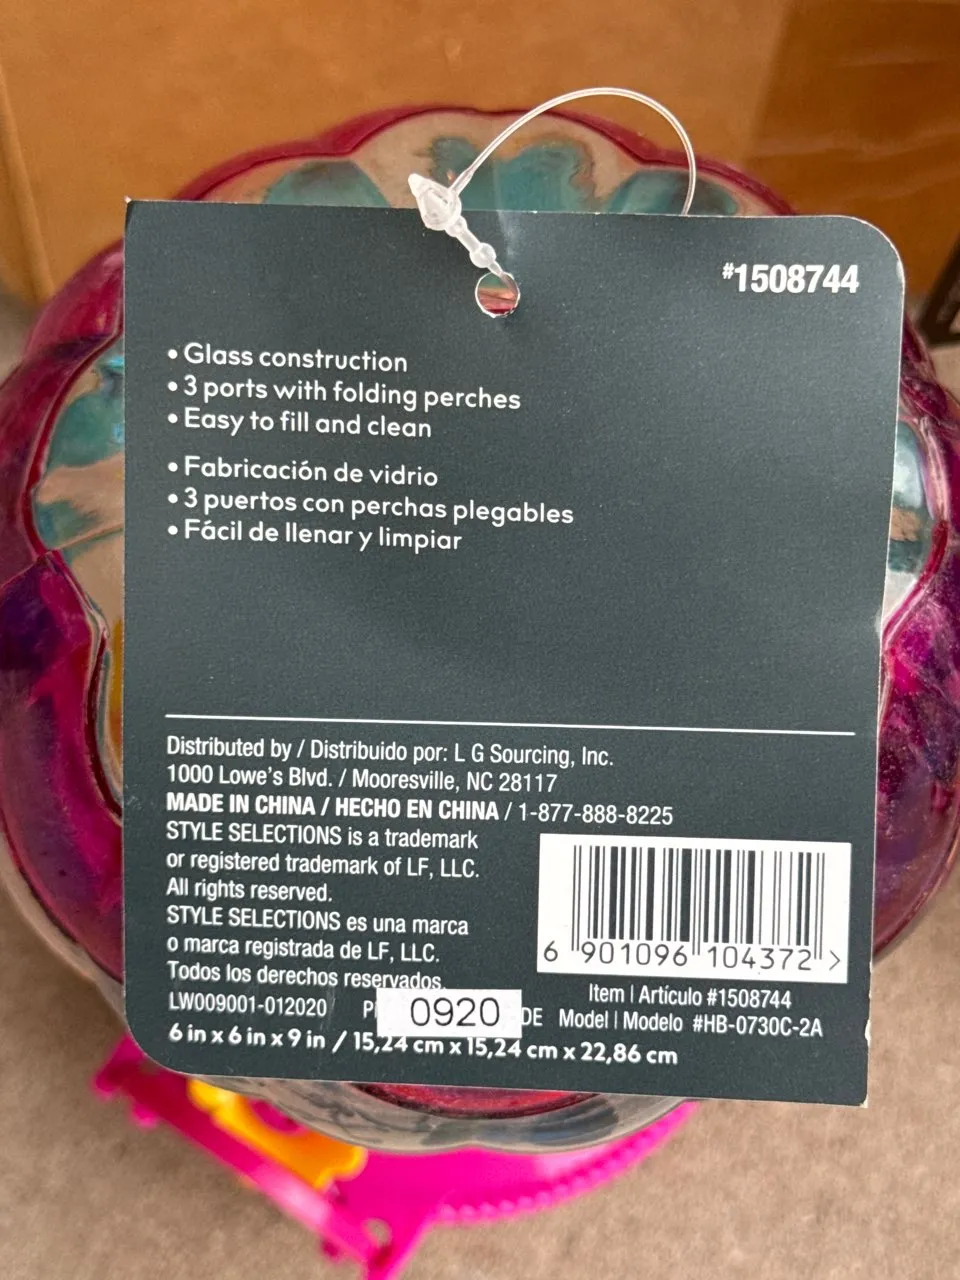 #1508744
• Glass construction
• 3 ports with folding perches
• Easy to fill and clean
• Fabricación de vidrio
• 3 puertos con perchas plegables
• Fácil de llenar y limpiar
Distributed by / Distribuido por: L G Sourcing, Inc.
1000 Lowe's Blvd. / Mooresville, NC 28117
MADE IN CHINA / HECHO EN CHINA / 1-877-888-8225
STYLE SELECTIONS is a trademark
or registered trademark of LF, LLC.
All rights reserved.
STYLE SELECTIONS es una marca
o marca registrada de LF, LLC.
Todos los derechos reservados.
6 901096 104372 >
Item | Artículo #1508744
LW009001-012020 0920 DE Model | Modelo #HB-0730C-2A
6 in x 6 in x 9 in / 15,24 cm x 15,24 cm x 22,86 cm